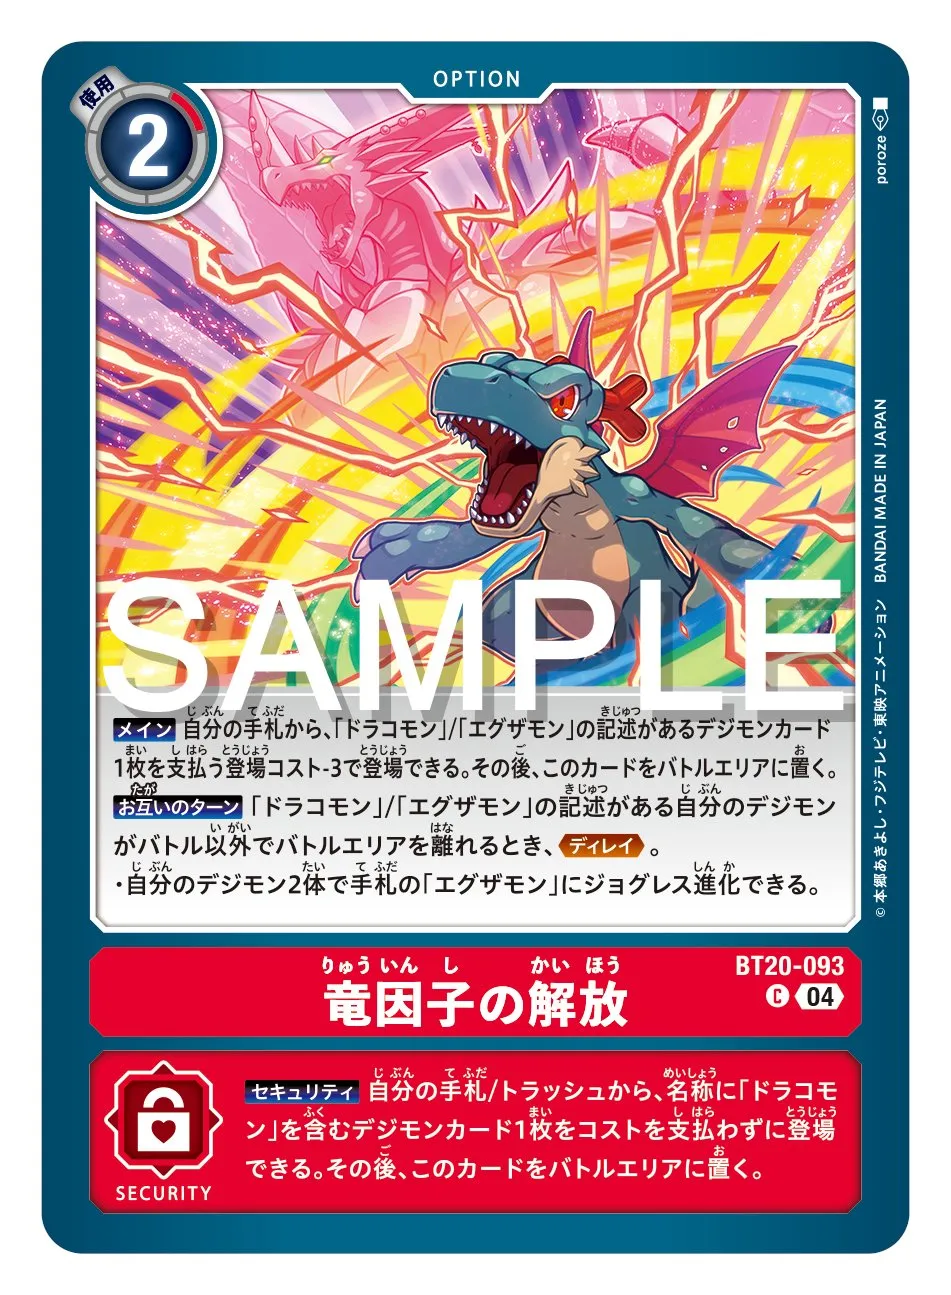 OPTION
使用
2
poroze
SAMPLE
メイン 自分の手札から、「ドラコモン」/「エグザモン」の記述があるデジモンカード
1枚を支払う登場コスト-3で登場できる。その後、このカードをバトルエリアに置く。
お互いのターン 「ドラコモン」/「エグザモン」の記述がある自分のデジモン
がバトル以外でバトルエリアを離れるとき、ディレイ。
・自分のデジモン2体で手札の「エグザモン」にジョグレス進化できる。
©本郷あきよし・フジテレビ・東映アニメーション BANDAI MADE IN JAPAN
りゅういんしかいほう
竜因子の解放
BT20-093
C 04
セキュリティ 自分の手札/トラッシュから、名称に「ドラコモ
ン」を含むデジモンカード1枚をコストを支払わずに登場
できる。その後、このカードをバトルエリアに置く。
SECURITY